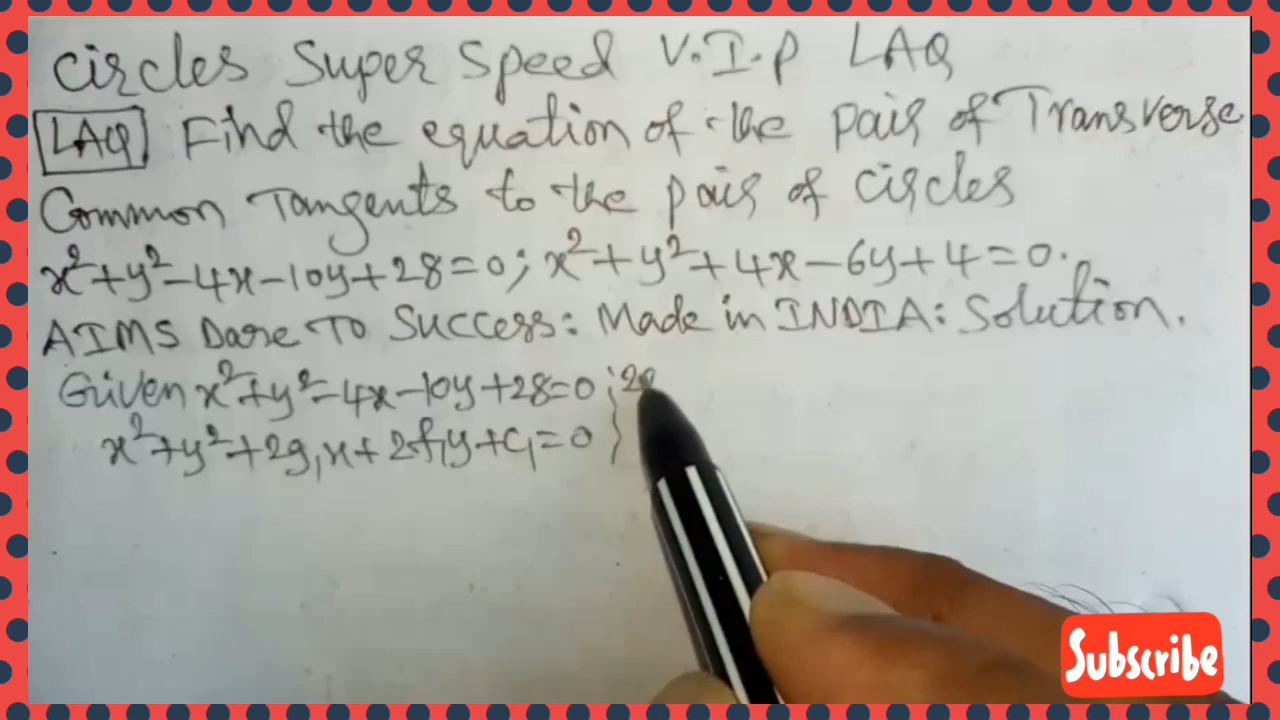 Circles Super Speed V.I.P LAQ
LAQ Find the equation of the pair of Transverse
Common Tangents to the pair of circles
x²+y²-4x-10y+28=0; x²+y²+4x-6y+4=0.
AIMS Dare To Success: Made in INDIA: Solution.
Given x²+y²-4x-10y+28=0 ; 2g
x²+y²+2g₁x+2f₁y+c₁=0 }
Subscribe